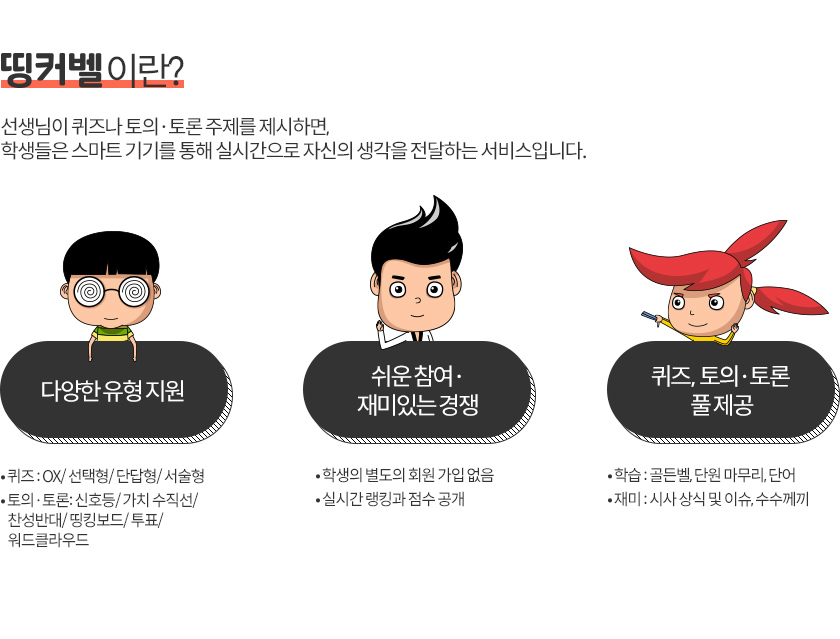 띵커벨이란?
선생님이 퀴즈나 토의·토론 주제를 제시하면,
학생들은 스마트 기기를 통해 실시간으로 자신의 생각을 전달하는 서비스입니다.
다양한 유형 지원
쉬운 참여·
재미있는 경쟁
퀴즈, 토의·토론
풀 제공
•퀴즈 : OX/ 선택형/ 단답형/ 서술형
•토의·토론: 신호등/ 가치 수직선/
찬성반대/ 띵킹보드/ 투표/
워드클라우드
•학생의 별도의 회원 가입 없음
•실시간 랭킹과 점수 공개
•학습 : 골든벨, 단원 마무리, 단어
•재미 : 시사 상식 및 이슈, 수수께끼